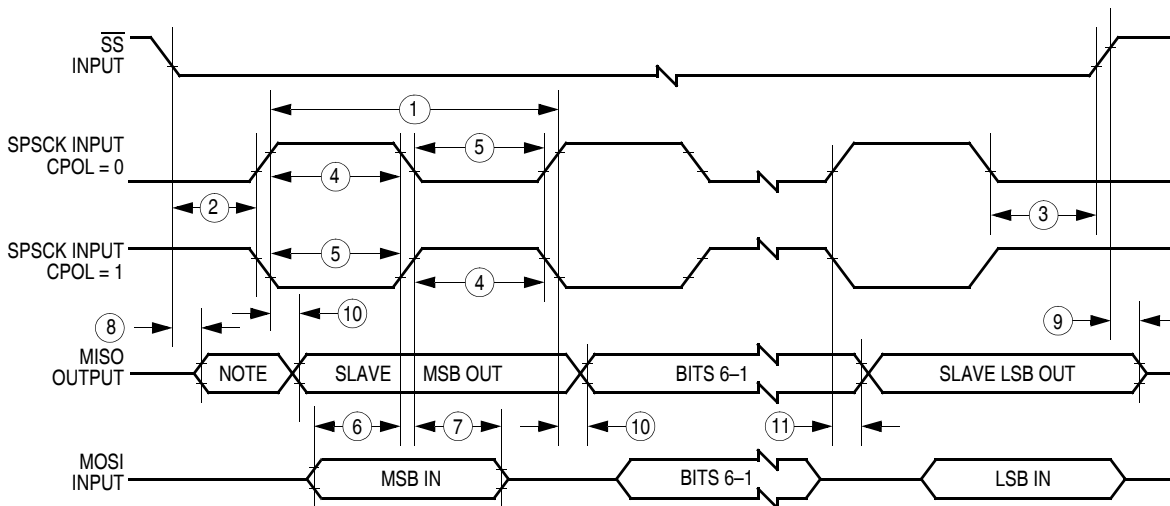 SS
INPUT
1
SPSCK INPUT
CPOL = 0
5
4
2
3
SPSCK INPUT
CPOL = 1
5
4
8
10
9
MISO
OUTPUT
NOTE
SLAVE
MSB OUT
BITS 6–1
SLAVE LSB OUT
6
7
10
11
MOSI
INPUT
MSB IN
BITS 6–1
LSB IN